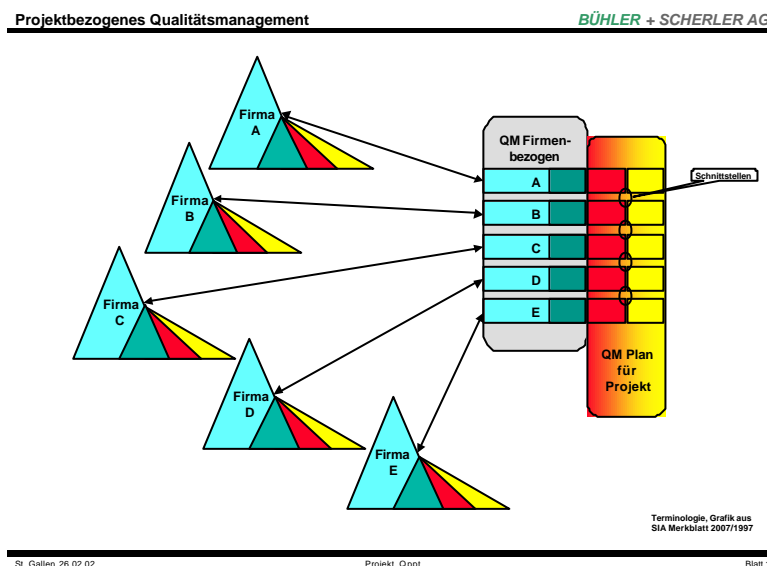 Projektbezogenes Qualitätsmanagement
BÜHLER + SCHERLER AG
Firma
A
Firma
B
Firma
C
Firma
D
Firma
E
QM Firmen-
bezogen
A
B
C
D
E
Schnittstellen
QM Plan
für
Projekt
Terminologie, Grafik aus
SIA Merkblatt 2007/1997
St. Gallen 26.02.02
Projekt_Q.ppt
Blatt